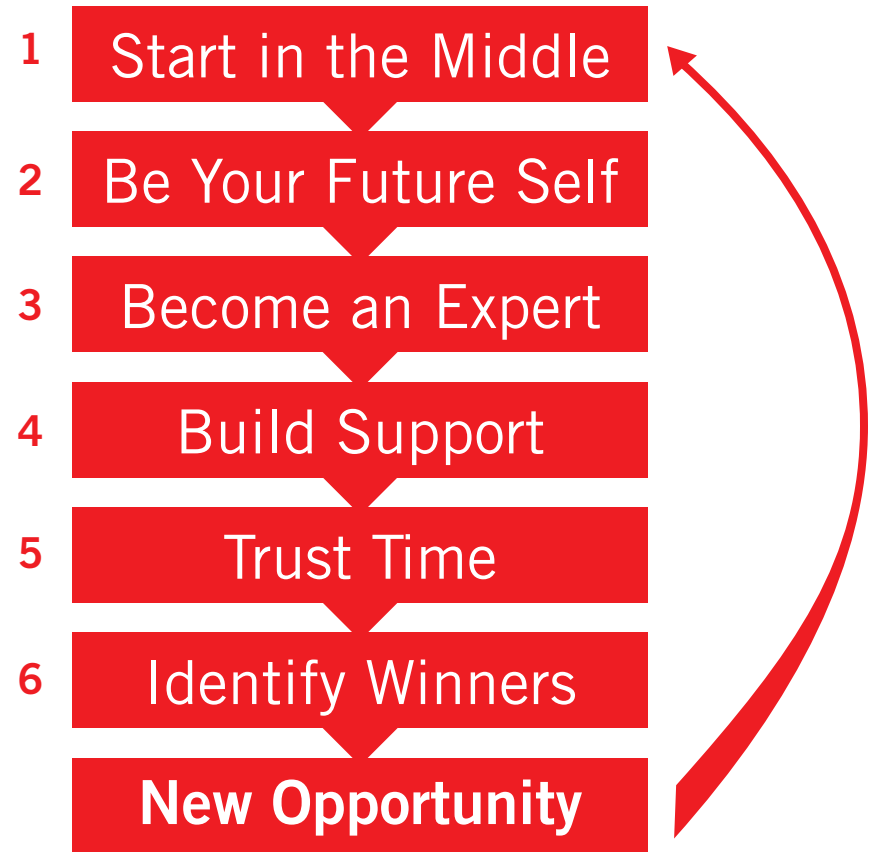 1 Start in the Middle
2 Be Your Future Self
3 Become an Expert
4 Build Support
5 Trust Time
6 Identify Winners
New Opportunity